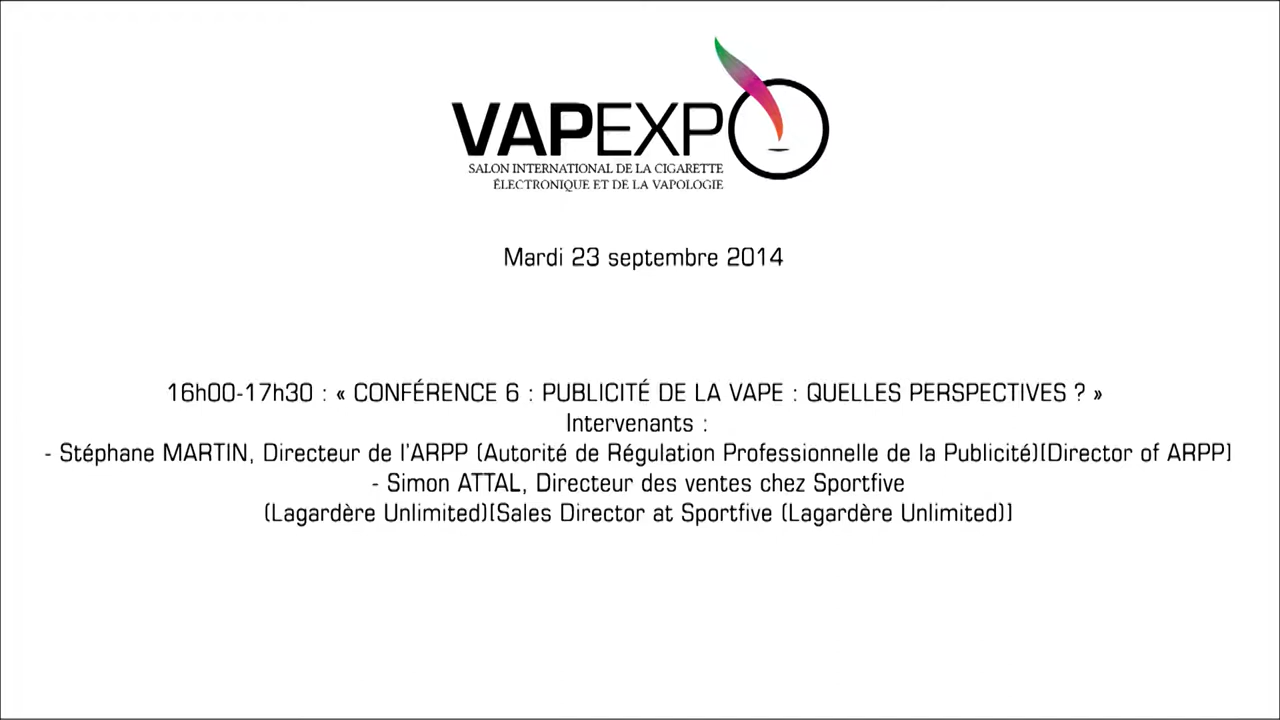 VAPEXPO
SALON INTERNATIONAL DE LA CIGARETTE
ÉLECTRONIQUE ET DE LA VAPOLOGIE
Mardi 23 septembre 2014
16h00-17h30 : « CONFÉRENCE 6 : PUBLICITÉ DE LA VAPE : QUELLES PERSPECTIVES ? »
Intervenants :
- Stéphane MARTIN, Directeur de l'ARPP (Autorité de Régulation Professionnelle de la Publicité)[Director of ARPP]
- Simon ATTAL, Directeur des ventes chez Sportfive
(Lagardère Unlimited)[Sales Director at Sportfive (Lagardère Unlimited)]